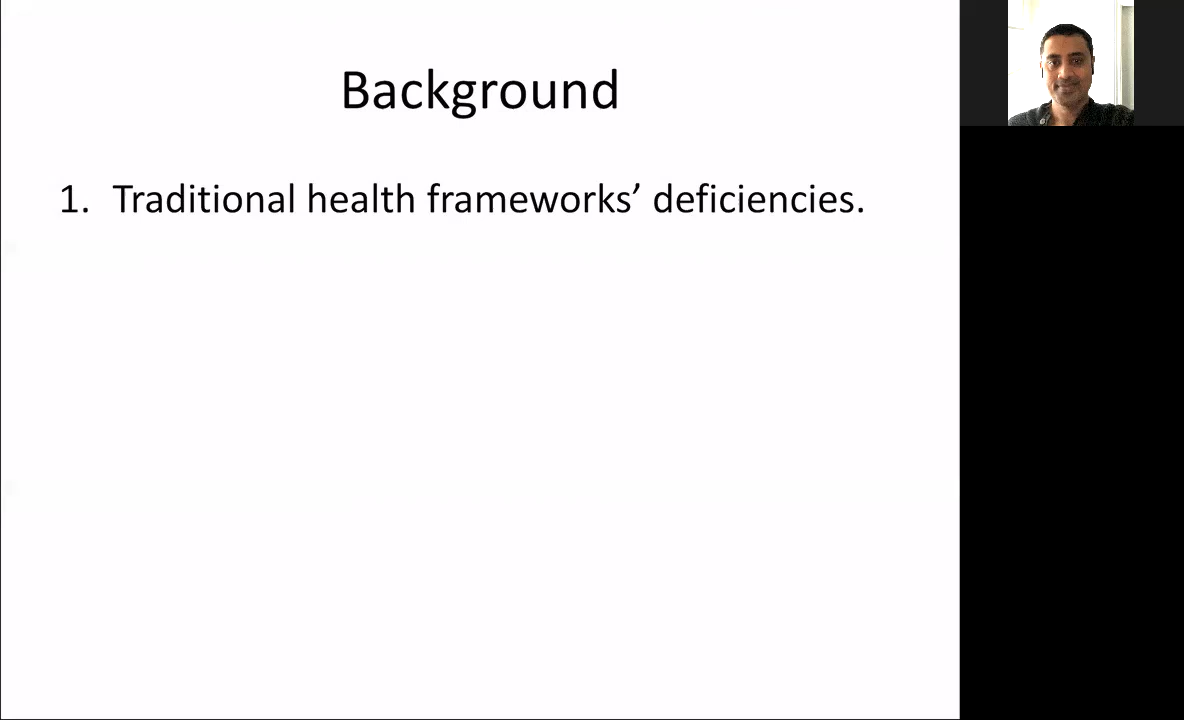 Background
1. Traditional health frameworks’ deficiencies.